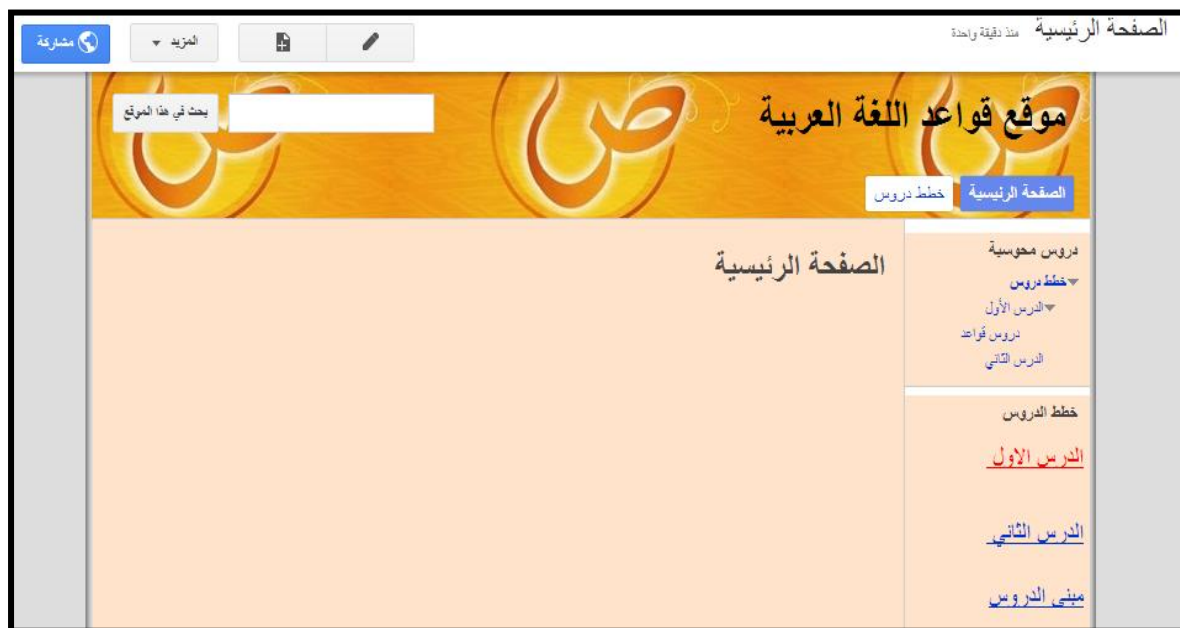 الصفحة الرئيسية منذ دقيقة واحدة
المزيد
مشاركة
موقع قواعد اللغة العربية
بحث في هذا الموقع
الصفحة الرئيسية
خطط دروس
دروس محوسبة
خطط دروس
الدرس الأول
دروس قواعد
الدرس الثاني
خطط الدروس
الدرس الاول
الدرس الثاني
مبنى الدروس
الصفحة الرئيسية
ص
ص
ص